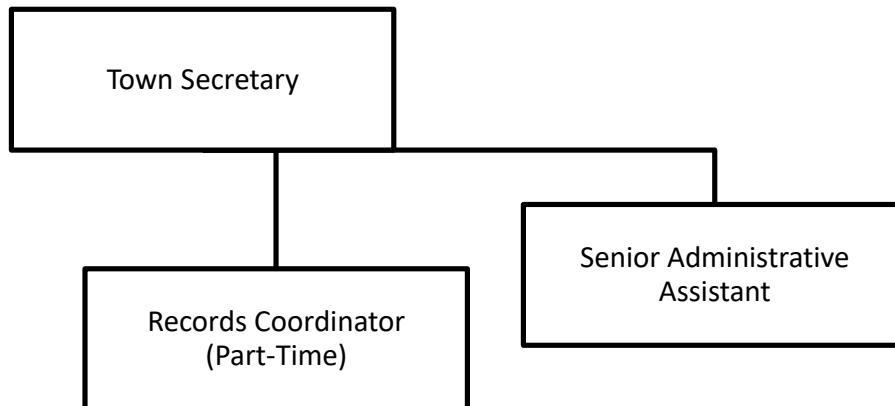 Town Secretary
Senior Administrative
Assistant
Records Coordinator
(Part-Time)